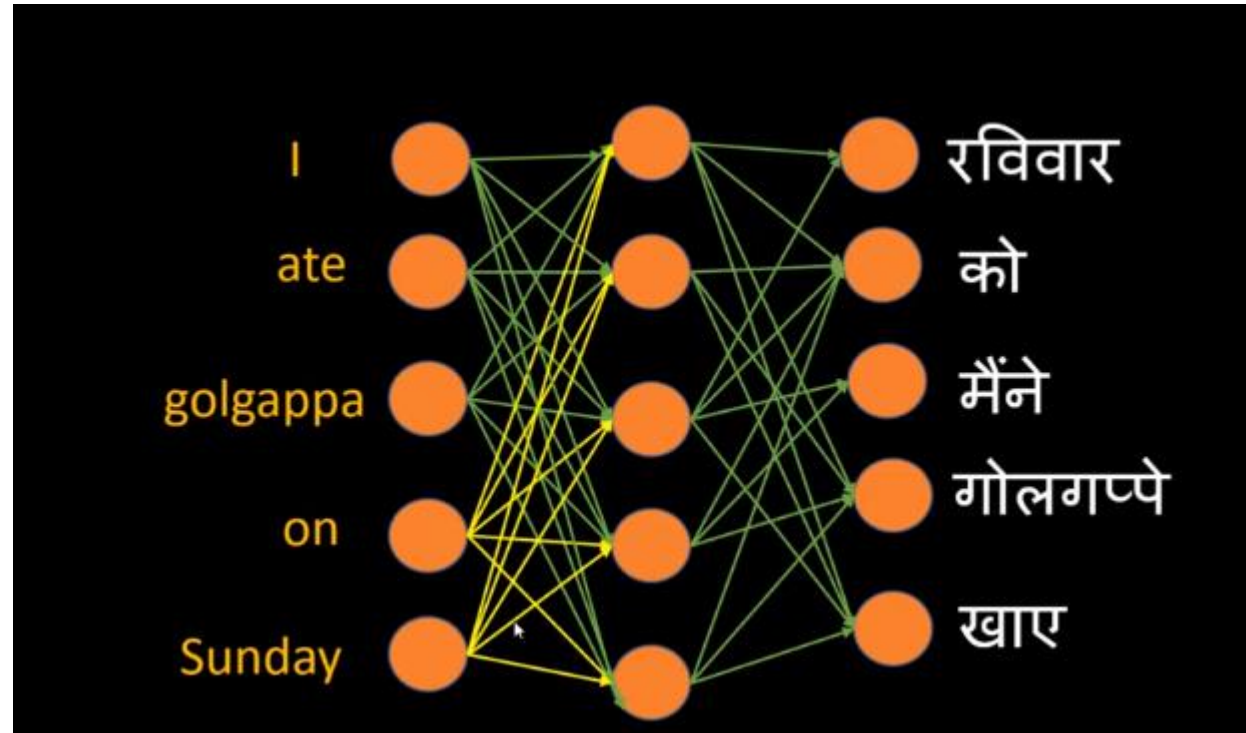 I
ate
golgappa
on
Sunday
रविवार
को
मैंने
गोलगप्पे
खाए